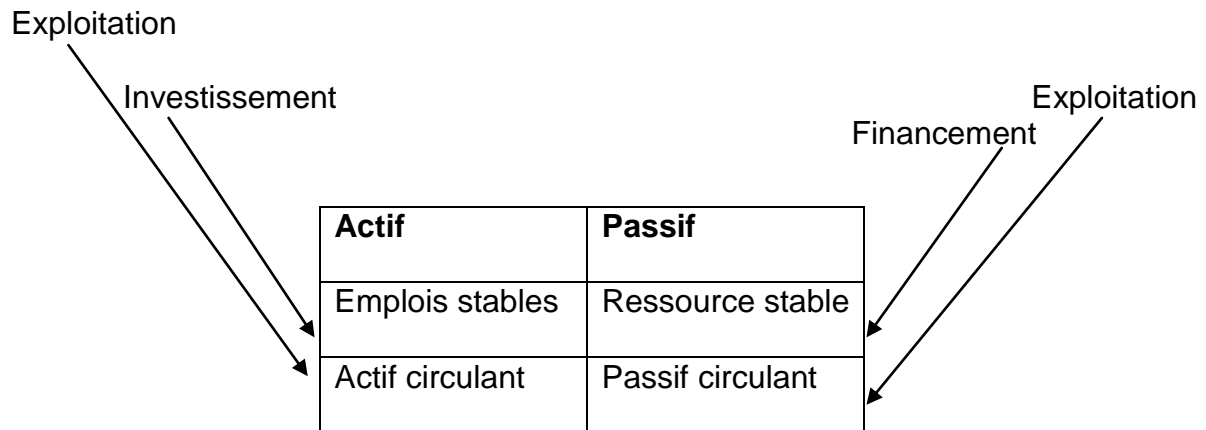 Exploitation
Investissement
Exploitation
Financement
Actif
Passif
Emplois stables
Ressource stable
Actif circulant
Passif circulant